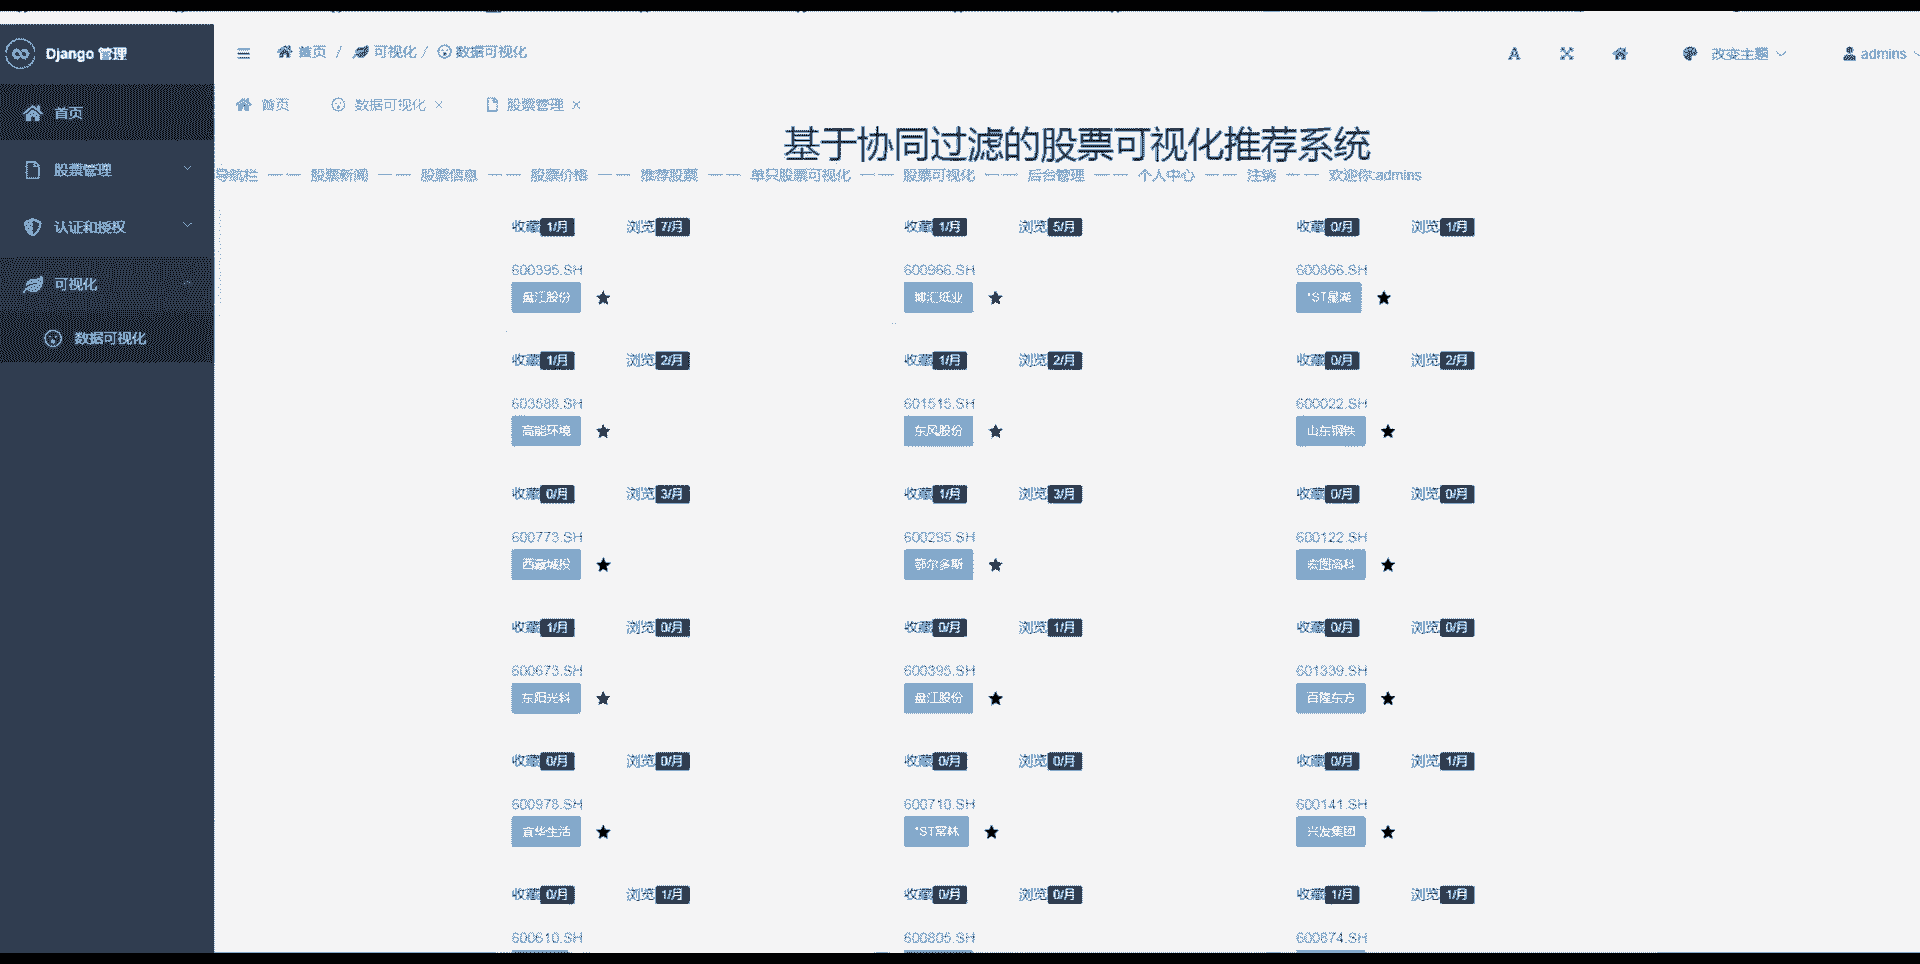 Django 管理
首页
股票管理
认证和授权
可视化
数据可视化
首页 / 可视化 / 数据可视化
改变主题
admins
首页 数据可视化 × 股票管理 ×
基于协同过滤的股票可视化推荐系统
导航栏 —— 股票新闻 —— 股票信息 —— 股票价格 —— 推荐股票 —— 单只股票可视化 —— 股票可视化 —— 后台管理 —— 个人中心 —— 注销 —— 欢迎你:admins
收藏 1/月 浏览 7/月 收藏 1/月 浏览 5/月 收藏 0/月 浏览 1/月
600395.SH 600966.SH 600866.SH
盘江股份 博汇纸业 *ST星湖
收藏 1/月 浏览 2/月 收藏 1/月 浏览 2/月 收藏 0/月 浏览 2/月
603588.SH 601515.SH 600022.SH
高能环境 东风股份 山东钢铁
收藏 0/月 浏览 3/月 收藏 1/月 浏览 3/月 收藏 0/月 浏览 0/月
600773.SH 600295.SH 600122.SH
西藏城投 鄂尔多斯 宏图高科
收藏 1/月 浏览 0/月 收藏 0/月 浏览 1/月 收藏 0/月 浏览 0/月
600673.SH 600395.SH 601339.SH
东阳光科 盘江股份 百隆东方
收藏 0/月 浏览 0/月 收藏 0/月 浏览 0/月 收藏 0/月 浏览 1/月
600978.SH 600710.SH 600141.SH
宜华生活 *ST常林 兴发集团
收藏 0/月 浏览 1/月 收藏 0/月 浏览 0/月 收藏 1/月 浏览 1/月
600610.SH 600805.SH 600874.SH